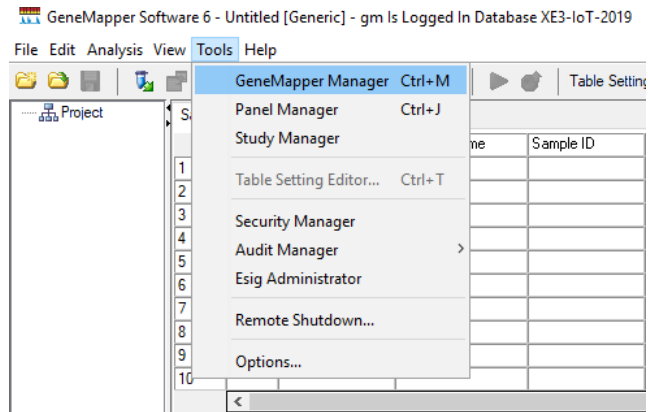 GeneMapper Software 6 - Untitled [Generic] - gm Is Logged In Database XE3-IoT-2019
File Edit Analysis View Tools Help
GeneMapper Manager Ctrl+M
Table Setting
Project
Panel Manager Ctrl+J
Study Manager
Sample ID
Table Setting Editor... Ctrl+T
Security Manager
Audit Manager
Esig Administrator
Remote Shutdown...
Options...
1
2
3
4
5
6
7
8
9
10